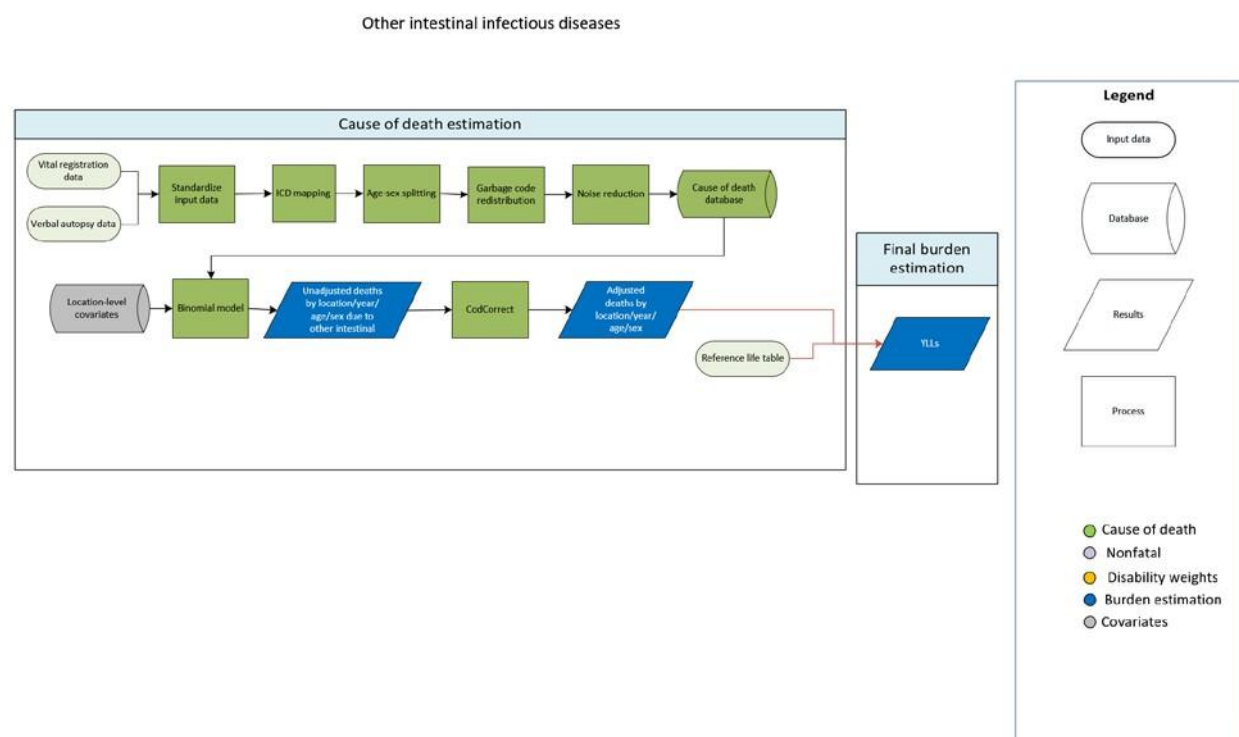 Other intestinal infectious diseases
Cause of death estimation
Vital registration
data
Verbal autopsy data
Standardize
input data
ICD mapping
Age-sex splitting
Garbage code
redistribution
Noise reduction
Cause of death
database
Location-level
covariates
Binomial model
Unadjusted deaths
by location/year/
age/sex due to
other intestinal
CodCorrect
Adjusted
deaths by
location/year/
age/sex
Reference life table
Final burden
estimation
YLLs
Legend
Input data
Database
Results
Process
Cause of death
Nonfatal
Disability weights
Burden estimation
Covariates